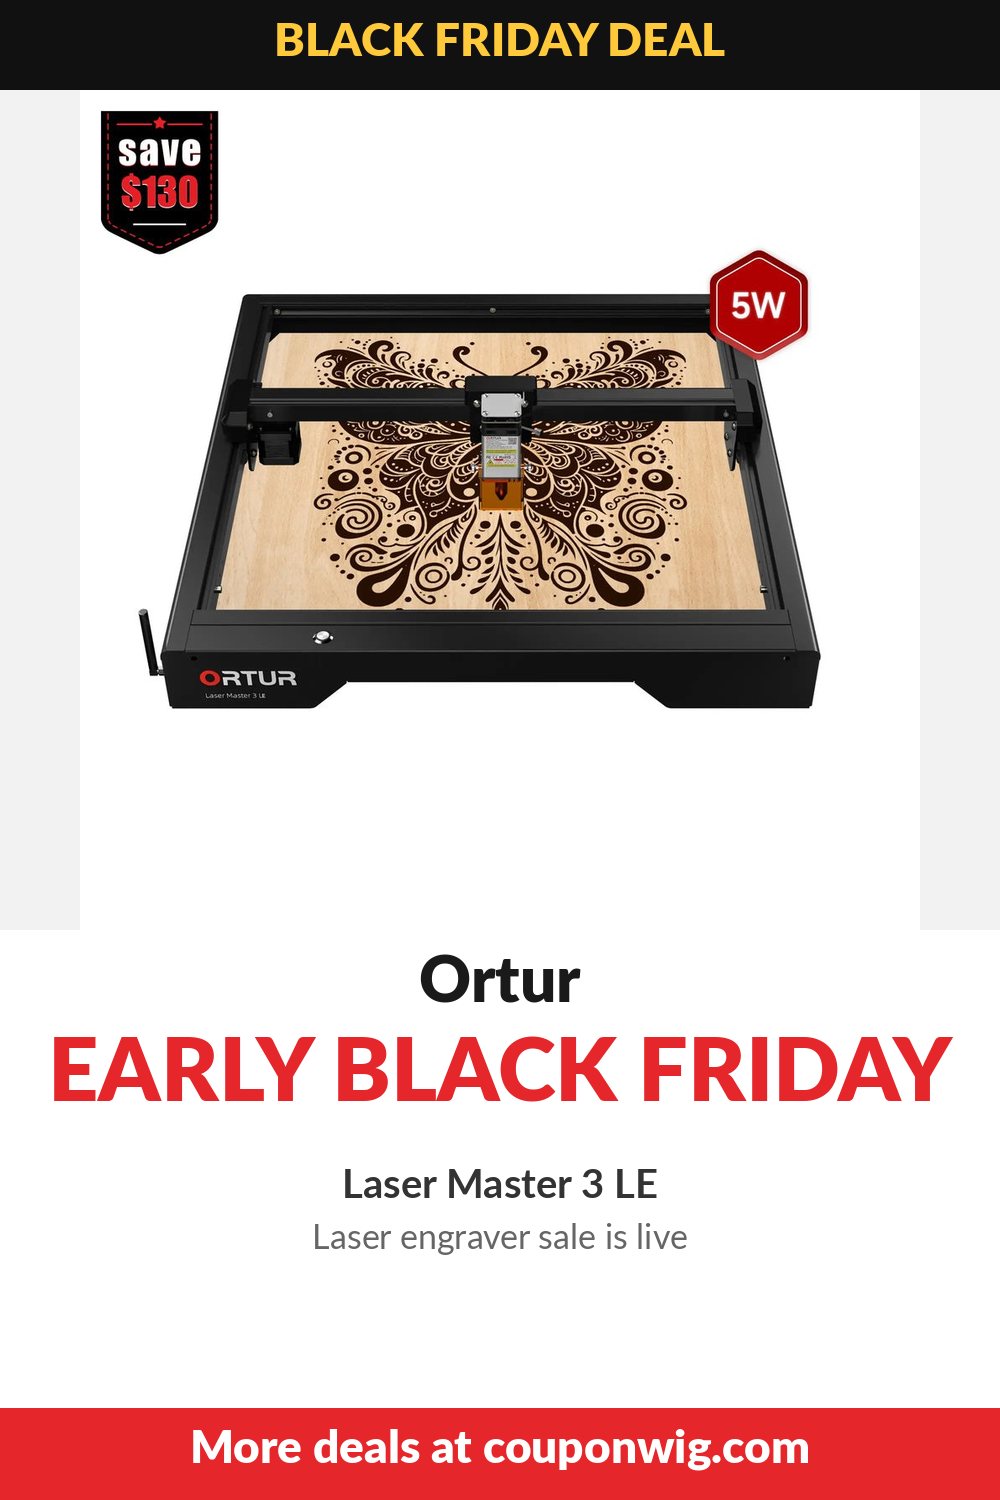 BLACK FRIDAY DEAL
save
$130
5W
ORTUR
Laser Master 3 LE
Ortur
EARLY BLACK FRIDAY
Laser Master 3 LE
Laser engraver sale is live
More deals at couponwig.com